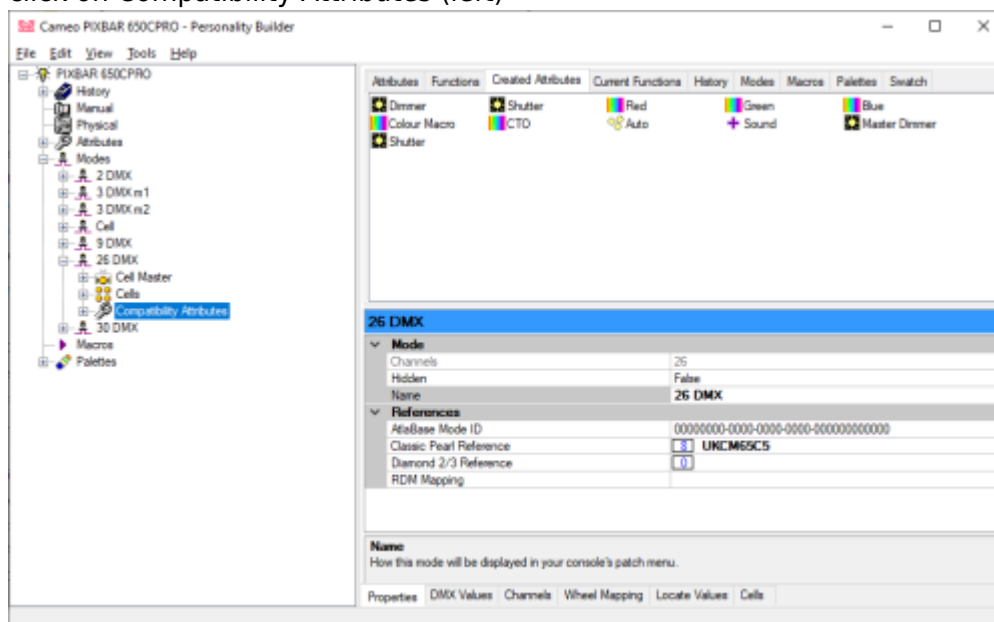 click on Compatibility Attributes (left)
Cameo PIXBAR 650CPRO - Personality Builder
File Edit View Tools Help
PIXBAR 650CPRO
History
Manual
Physical
Attributes
Modes
2 DMX
3 DMX m1
3 DMX m2
Cell
9 DMX
26 DMX
Cell Master
Cells
Compatibility Attributes
30 DMX
Macros
Palettes
Attributes Functions Created Attributes Current Functions History Modes Macros Palettes Swatch
Dimmer Shutter Red Green Blue
Colour Macro CTO Auto Sound Master Dimmer
Shutter
26 DMX
Mode
Channels 26
Hidden False
Name 26 DMX
References
AtlaBase Mode ID 00000000-0000-0000-0000-000000000000
Classic Pearl Reference 8 UKCM65C5
Diamond 2/3 Reference 0
RDM Mapping
Name
How this mode will be displayed in your console's patch menu.
Properties DMX Values Channels Wheel Mapping Locate Values Cells